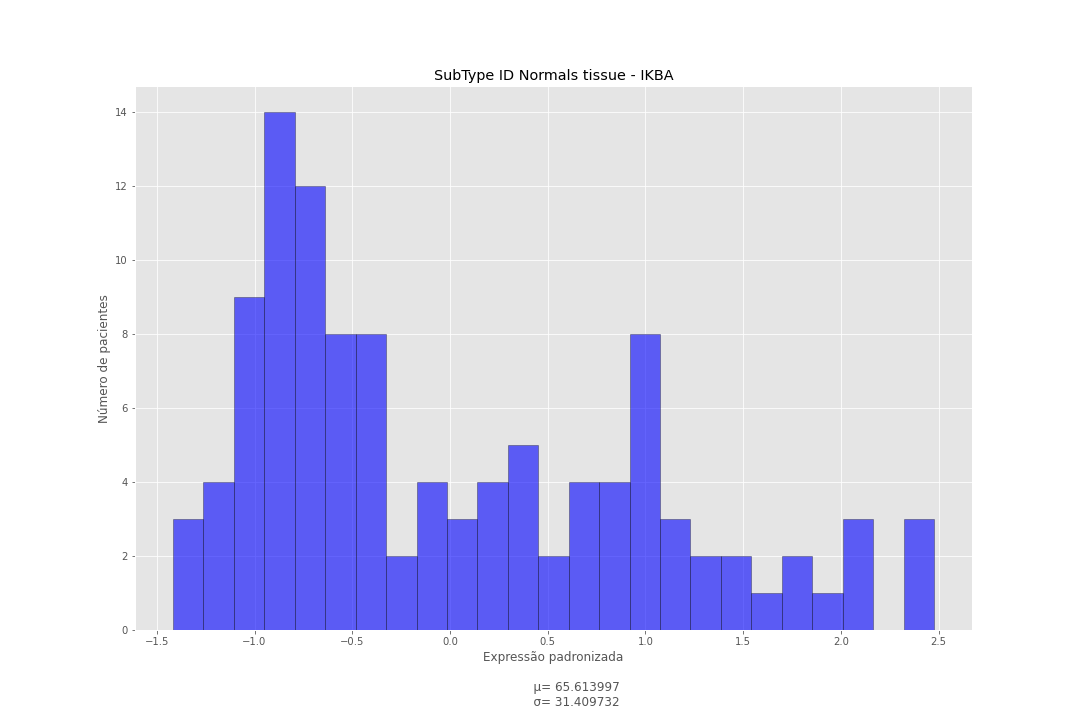 SubType ID Normals tissue - IKBA
Número de pacientes
14
12
10
8
6
4
2
0
−1.5 −1.0 −0.5 0.0 0.5 1.0 1.5 2.0 2.5
Expressão padronizada
μ= 65.613997
σ= 31.409732